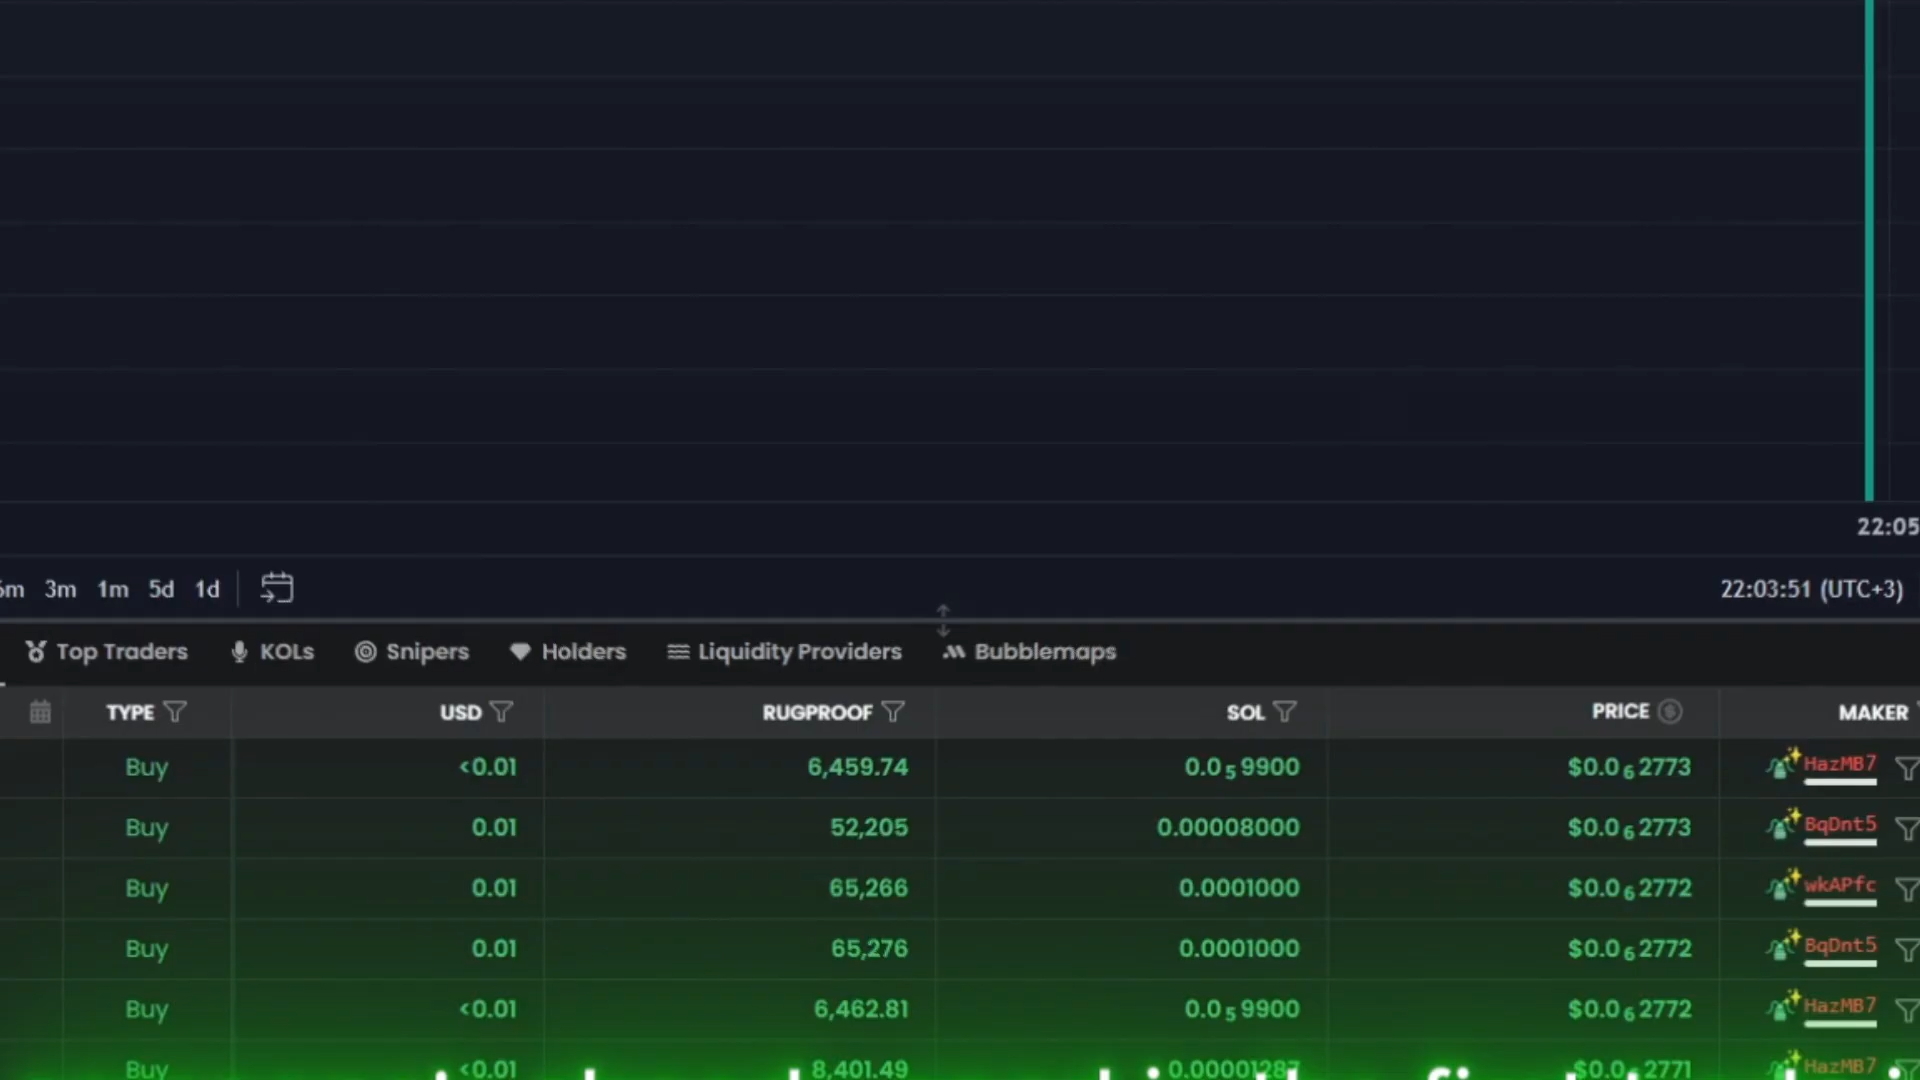 22:05
3m 1m 5d 1d
22:03:51 (UTC+3)
Top Traders KOLs Snipers Holders Liquidity Providers Bubblemaps
TYPE USD RUGPROOF SOL PRICE MAKER
Buy <0.01 6,459.74 0.0₅9900 $0.0₆2773 HazMB7
Buy 0.01 52,205 0.00008000 $0.0₆2773 BqDnt5
Buy 0.01 65,266 0.0001000 $0.0₆2772 wkAPfc
Buy 0.01 65,276 0.0001000 $0.0₆2772 BqDnt5
Buy <0.01 6,462.81 0.0₅9900 $0.0₆2772 HazMB7
Buy <0.01 8,401.49 0.00001287 $0.0₆2771 HazMB7